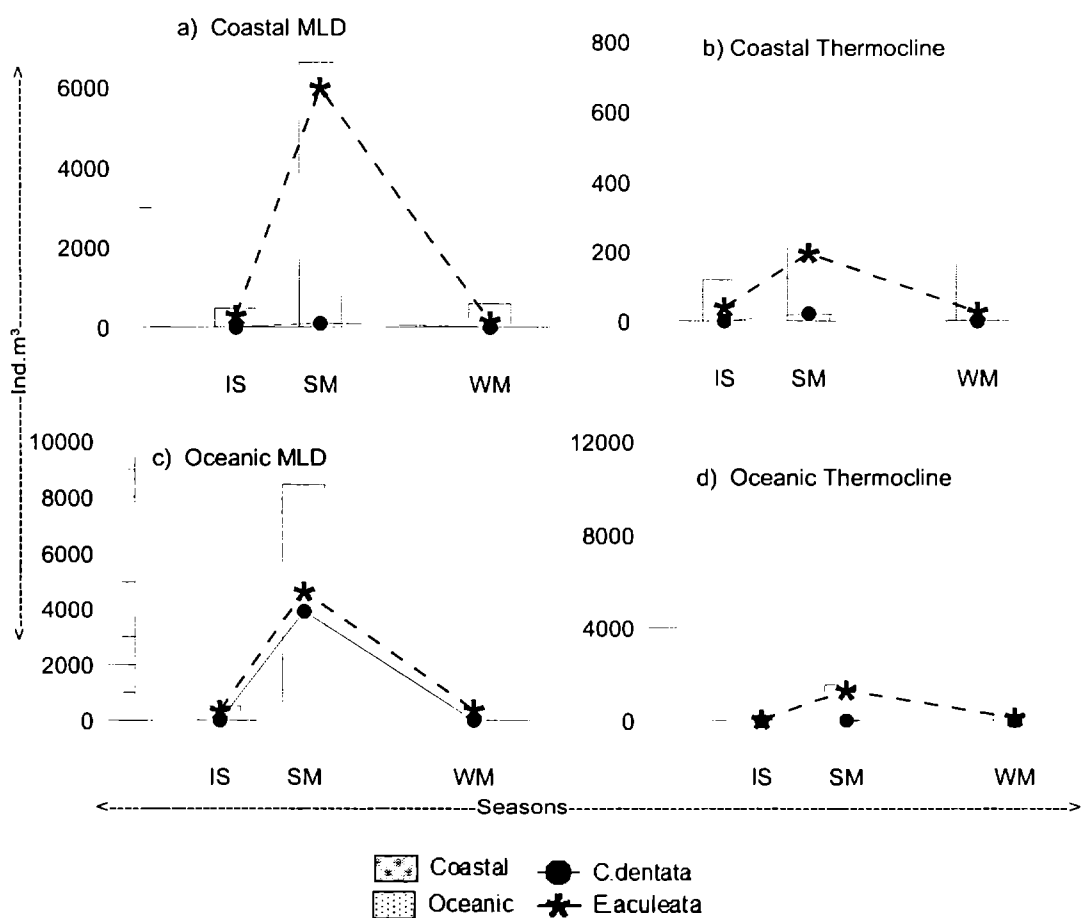 a) Coastal MLD
6000
4000
2000
0
IS SM WM
b) Coastal Thermocline
800
600
400
200
0
IS SM WM
Ind.m³
c) Oceanic MLD
10000
8000
6000
4000
2000
0
IS SM WM
d) Oceanic Thermocline
12000
8000
4000
0
IS SM WM
Seasons
Coastal C.dentata
Oceanic E.aculeata